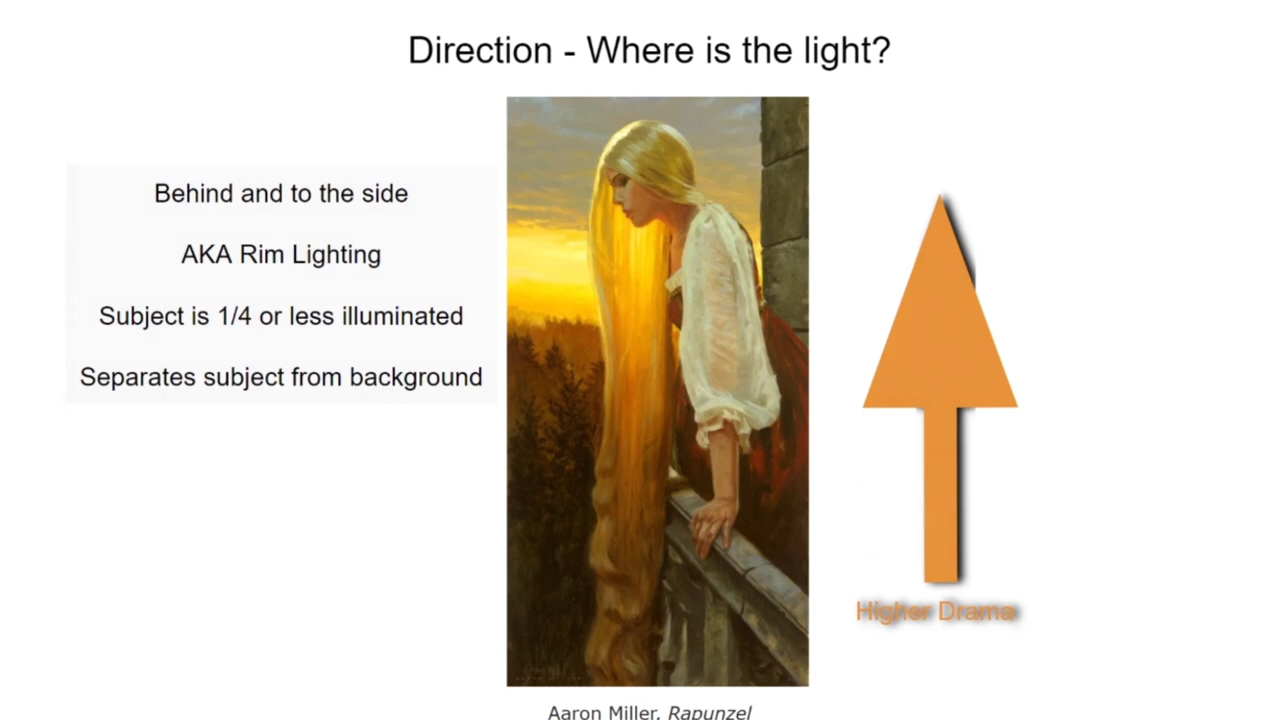 Direction - Where is the light?
Behind and to the side
AKA Rim Lighting
Subject is 1/4 or less illuminated
Separates subject from background
Higher Drama
Aaron Miller, Rapunzel